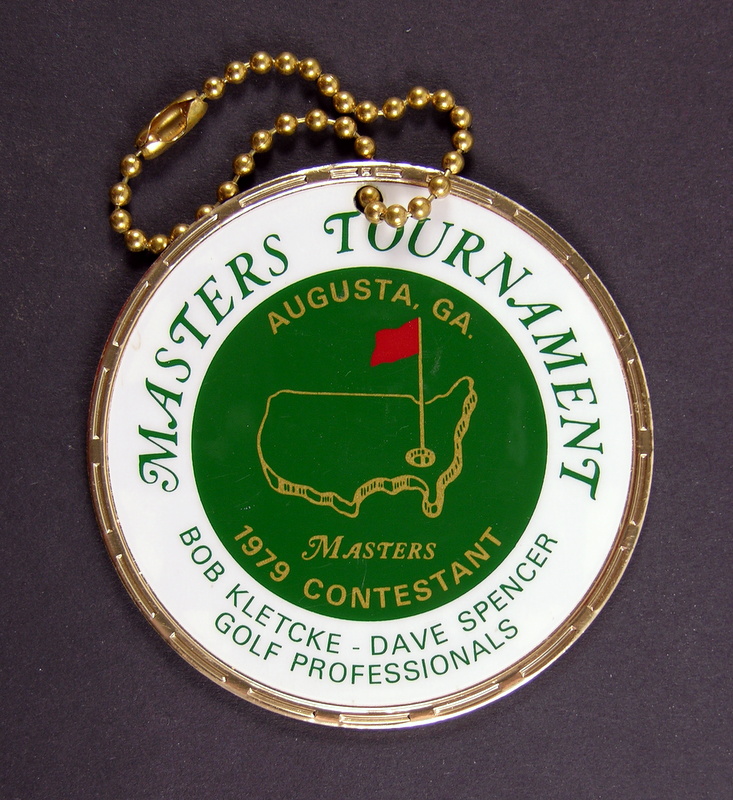 MASTERS TOURNAMENT
AUGUSTA, GA.
MASTERS
1979 CONTESTANT
BOB KLETCKE - DAVE SPENCER
GOLF PROFESSIONALS